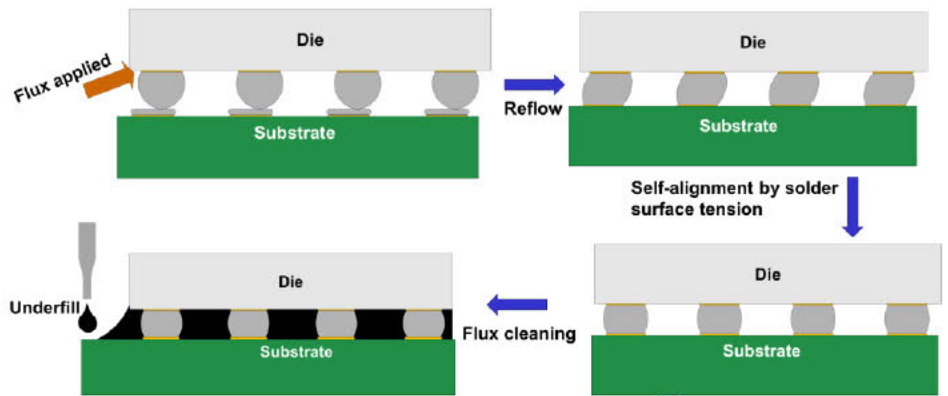 Die
Flux applied
Substrate
Reflow
Die
Substrate
Self-alignment by solder
surface tension
Die
Substrate
Flux cleaning
Underfill
Die
Substrate